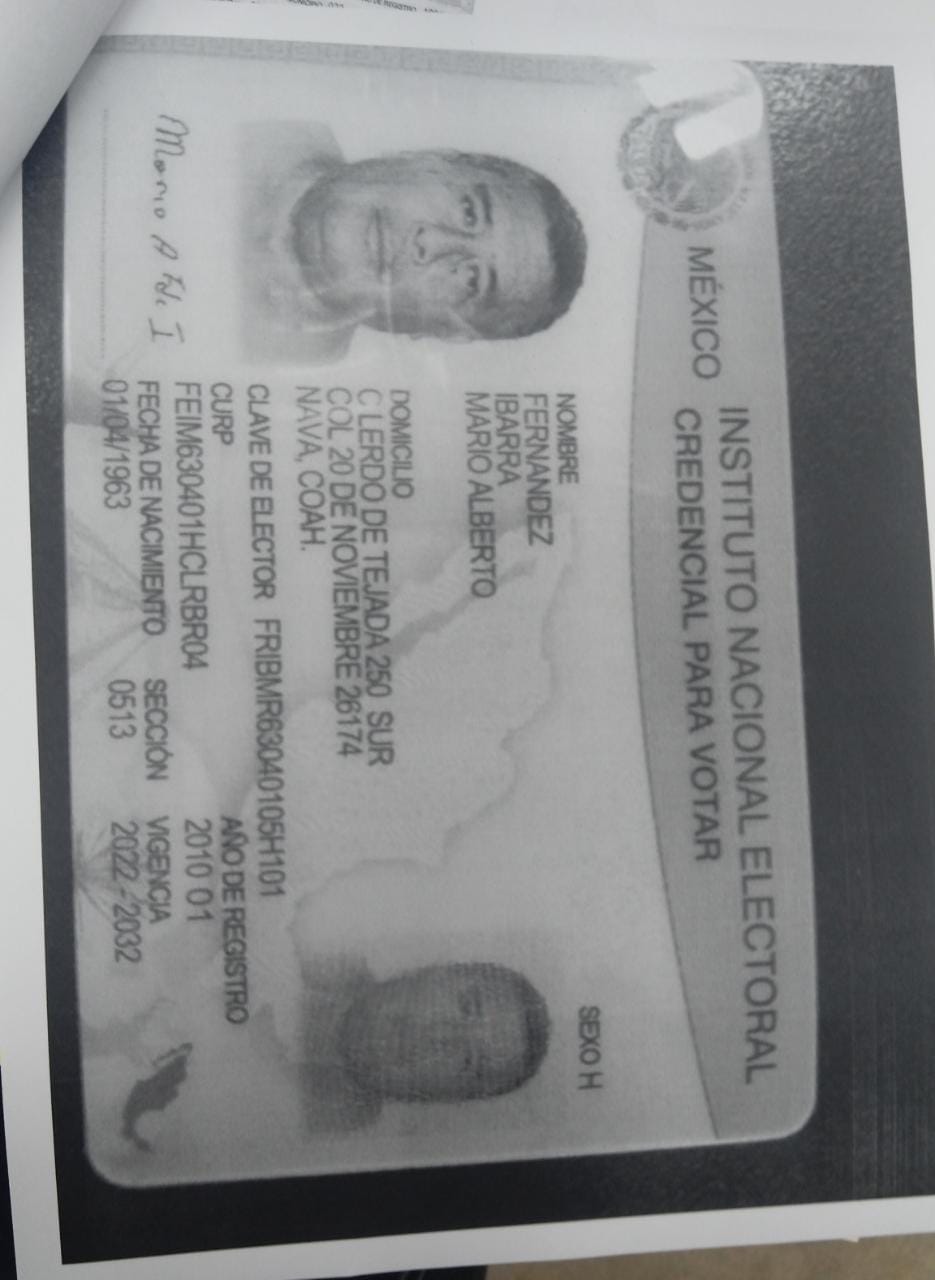 MÉXICO
INSTITUTO NACIONAL ELECTORAL
CREDENCIAL PARA VOTAR
NOMBRE
FERNANDEZ
IBARRA
MARIO ALBERTO
SEXO H
DOMICILIO
C LERDO DE TEJADA 250 SUR
COL 20 DE NOVIEMBRE 26174
NAVA, COAH.
CLAVE DE ELECTOR FRIBMR63040105H101
CURP
FEIM630401HCLRBR04
AÑO DE REGISTRO
2010 01
FECHA DE NACIMIENTO
01/04/1963
SECCIÓN
0513
VIGENCIA
2022 - 2032